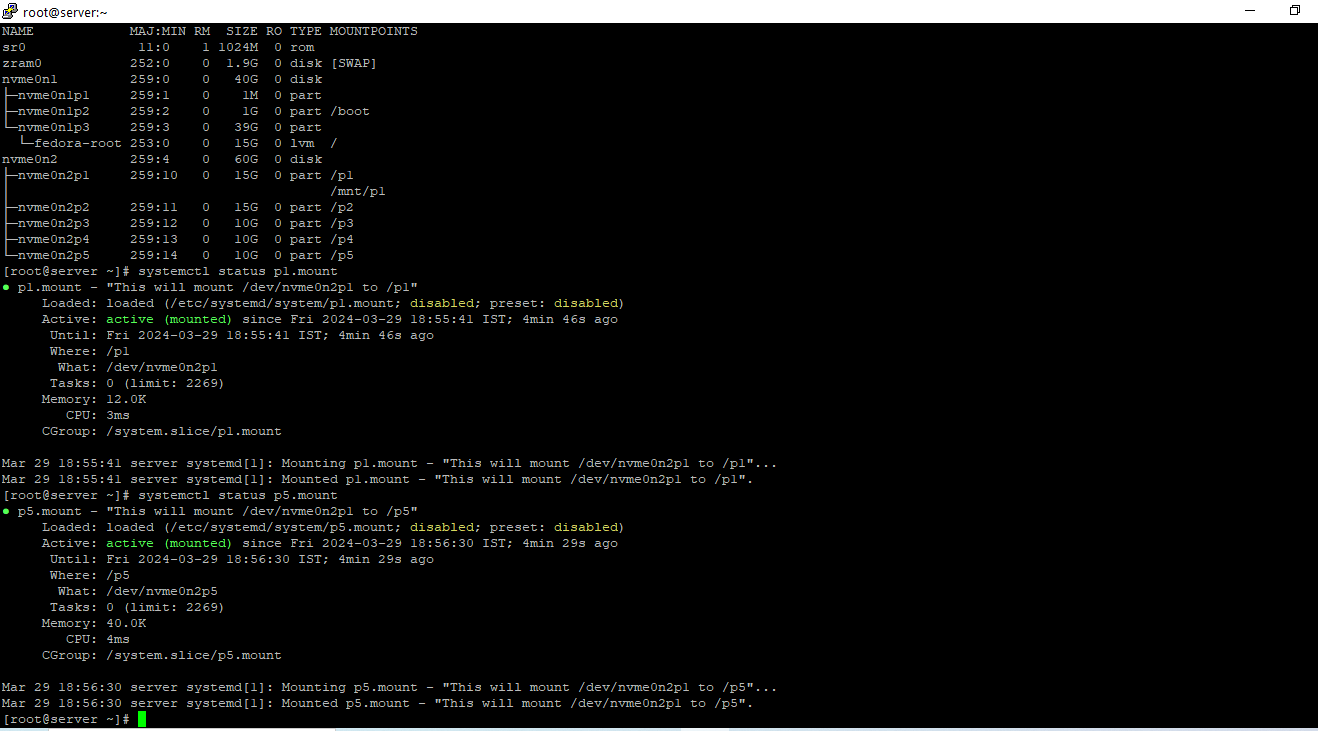 root@server:~
NAME MAJ:MIN RM SIZE RO TYPE MOUNTPOINTS
sr0 11:0 1 1024M 0 rom
zram0 252:0 0 1.9G 0 disk [SWAP]
nvme0n1 259:0 0 40G 0 disk
├─nvme0n1p1 259:1 0 1M 0 part
├─nvme0n1p2 259:2 0 1G 0 part /boot
└─nvme0n1p3 259:3 0 39G 0 part
  └─fedora-root 253:0 0 15G 0 lvm /
nvme0n2 259:4 0 60G 0 disk
├─nvme0n2p1 259:10 0 15G 0 part /p1
│ /mnt/p1
├─nvme0n2p2 259:11 0 15G 0 part /p2
├─nvme0n2p3 259:12 0 10G 0 part /p3
├─nvme0n2p4 259:13 0 10G 0 part /p4
└─nvme0n2p5 259:14 0 10G 0 part /p5
[root@server ~]# systemctl status p1.mount
● p1.mount - "This will mount /dev/nvme0n2p1 to /p1"
Loaded: loaded (/etc/systemd/system/p1.mount; disabled; preset: disabled)
Active: active (mounted) since Fri 2024-03-29 18:55:41 IST; 4min 46s ago
Until: Fri 2024-03-29 18:55:41 IST; 4min 46s ago
Where: /p1
What: /dev/nvme0n2p1
Tasks: 0 (limit: 2269)
Memory: 12.0K
CPU: 3ms
CGroup: /system.slice/p1.mount

Mar 29 18:55:41 server systemd[1]: Mounting p1.mount - "This will mount /dev/nvme0n2p1 to /p1"...
Mar 29 18:55:41 server systemd[1]: Mounted p1.mount - "This will mount /dev/nvme0n2p1 to /p1".
[root@server ~]# systemctl status p5.mount
● p5.mount - "This will mount /dev/nvme0n2p1 to /p5"
Loaded: loaded (/etc/systemd/system/p5.mount; disabled; preset: disabled)
Active: active (mounted) since Fri 2024-03-29 18:56:30 IST; 4min 29s ago
Until: Fri 2024-03-29 18:56:30 IST; 4min 29s ago
Where: /p5
What: /dev/nvme0n2p5
Tasks: 0 (limit: 2269)
Memory: 40.0K
CPU: 4ms
CGroup: /system.slice/p5.mount

Mar 29 18:56:30 server systemd[1]: Mounting p5.mount - "This will mount /dev/nvme0n2p1 to /p5"...
Mar 29 18:56:30 server systemd[1]: Mounted p5.mount - "This will mount /dev/nvme0n2p1 to /p5".
[root@server ~]#